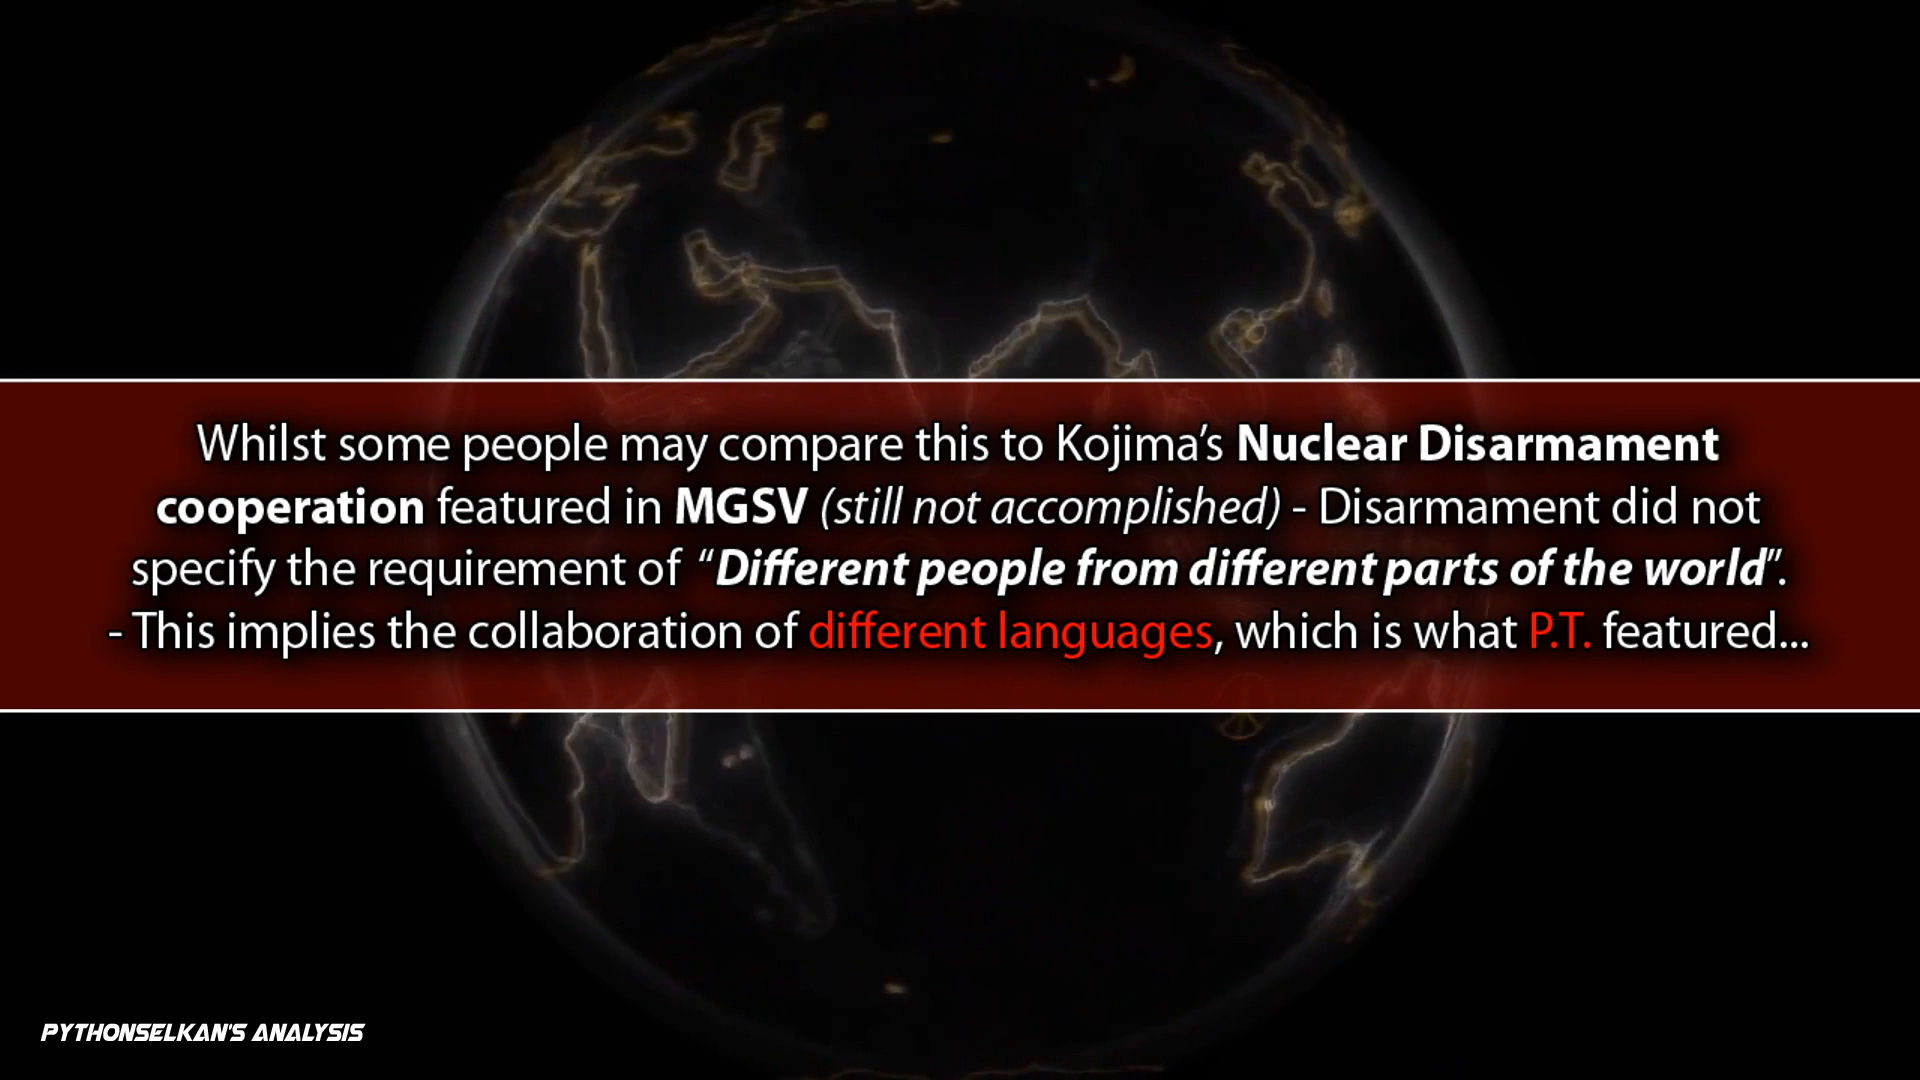 Whilst some people may compare this to Kojima’s Nuclear Disarmament
cooperation featured in MGSV (still not accomplished) - Disarmament did not
specify the requirement of “Different people from different parts of the world”.
- This implies the collaboration of different languages, which is what P.T. featured...
PYTHONSELKAN'S ANALYSIS